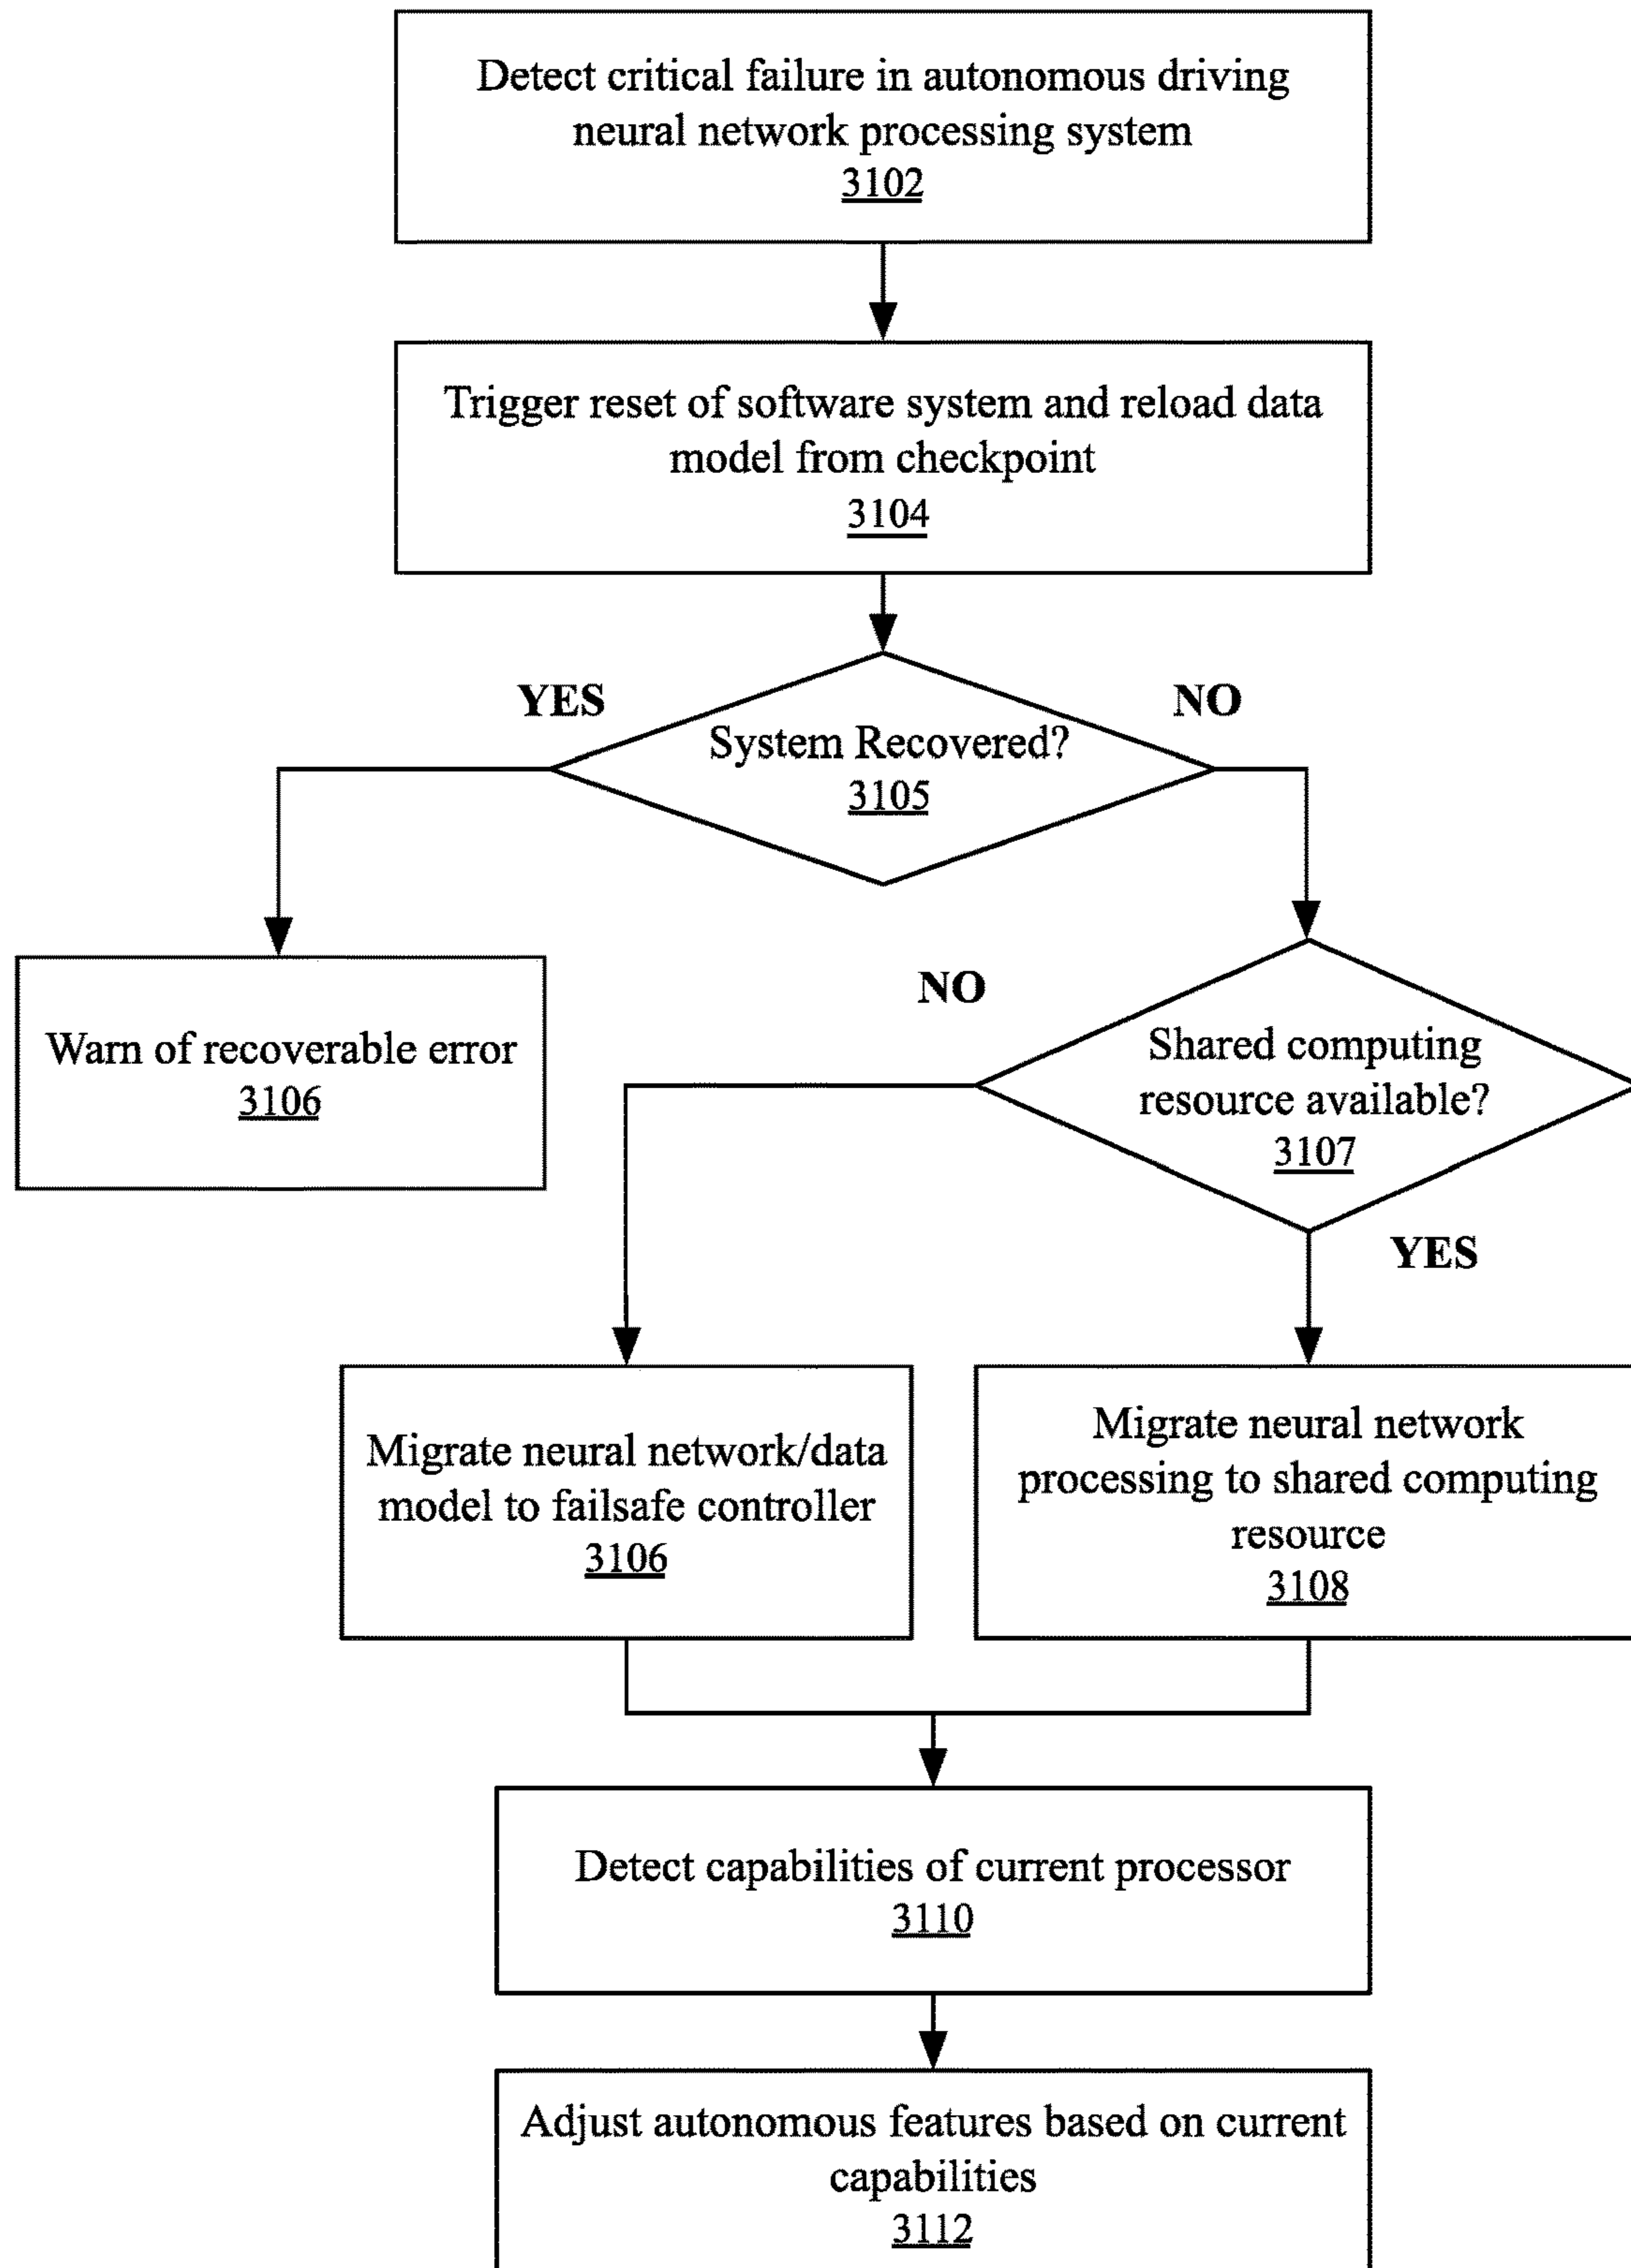 Detect critical failure in autonomous driving
neural network processing system
3102
Trigger reset of software system and reload data
model from checkpoint
3104
YES
NO
System Recovered?
3105
Warn of recoverable error
3106
NO
Shared computing
resource available?
3107
YES
Migrate neural network/data
model to failsafe controller
3106
Migrate neural network
processing to shared computing
resource
3108
Detect capabilities of current processor
3110
Adjust autonomous features based on current
capabilities
3112